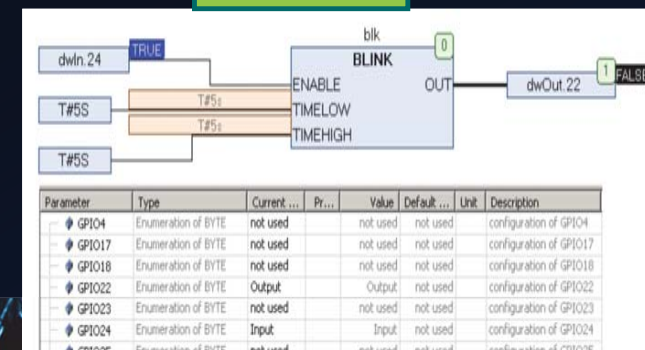 blk
0
dwIn.24
TRUE
BLINK
ENABLE
OUT
dwOut.22
1
FALSE
T#5S
T#5s
TIMELOW
T#5s
TIMEHIGH
T#5S
Parameter Type Current ... Pr... Value Default ... Unit Description
GPIO4 Enumeration of BYTE not used not used not used configuration of GPIO4
GPIO17 Enumeration of BYTE not used not used not used configuration of GPIO17
GPIO18 Enumeration of BYTE not used not used not used configuration of GPIO18
GPIO22 Enumeration of BYTE Output Output not used configuration of GPIO22
GPIO23 Enumeration of BYTE not used not used not used configuration of GPIO23
GPIO24 Enumeration of BYTE Input Input not used configuration of GPIO24